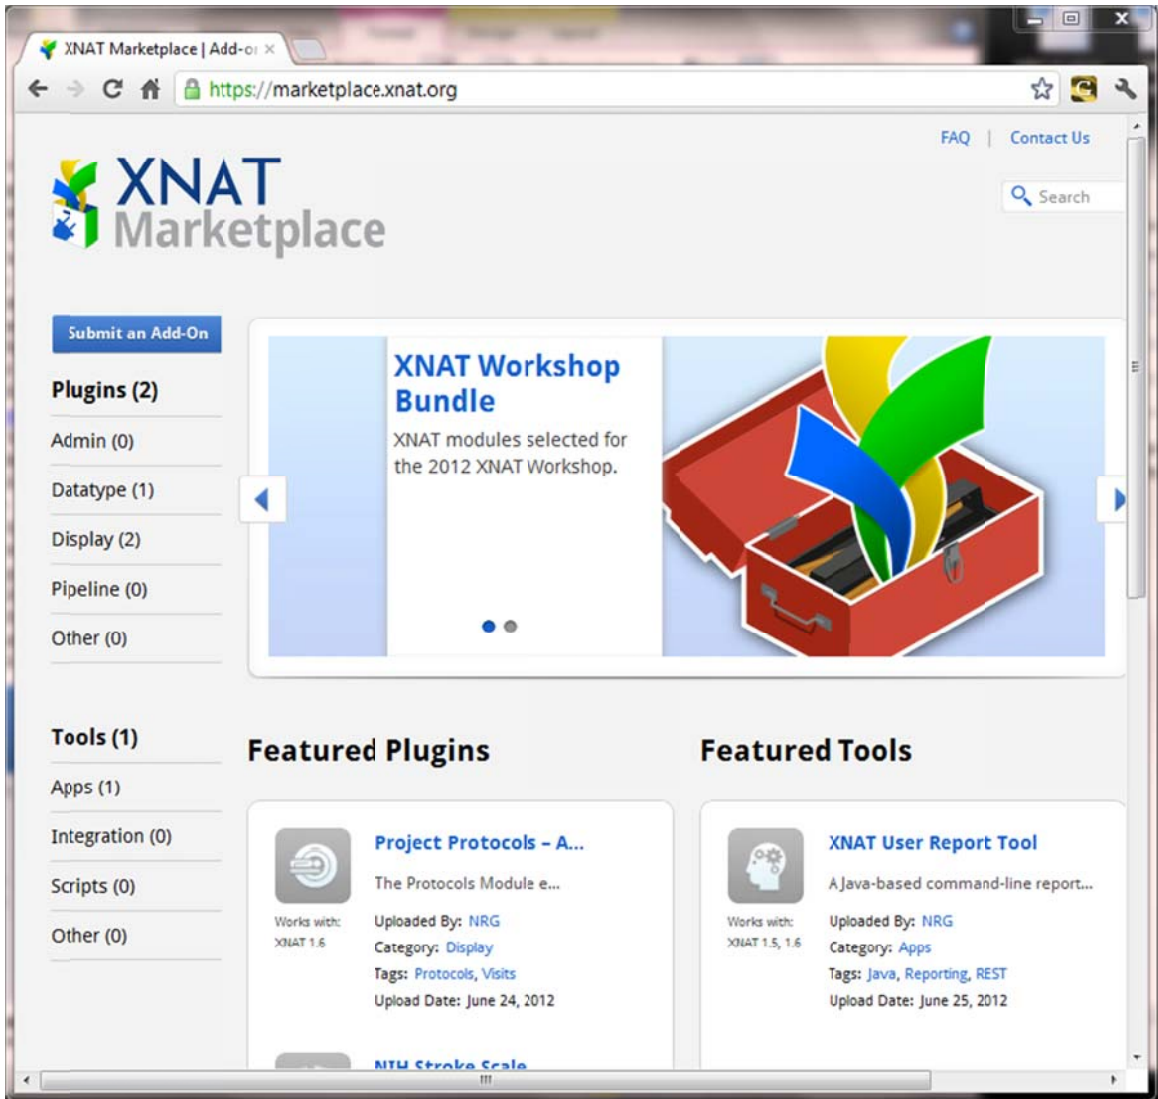 XNAT Marketplace | Add-or
https://marketplace.xnat.org
FAQ | Contact Us
XNAT
Marketplace
Search
Submit an Add-On
Plugins (2)
Admin (0)
Datatype (1)
Display (2)
Pipeline (0)
Other (0)
XNAT Workshop
Bundle
XNAT modules selected for
the 2012 XNAT Workshop.
Tools (1)
Apps (1)
Integration (0)
Scripts (0)
Other (0)
Featured Plugins
Project Protocols – A...
The Protocols Module e...
Works with:
XNAT 1.6
Uploaded By: NRG
Category: Display
Tags: Protocols, Visits
Upload Date: June 24, 2012
NIH Stroke Scale
Featured Tools
XNAT User Report Tool
A Java-based command-line report...
Works with:
XNAT 1.5, 1.6
Uploaded By: NRG
Category: Apps
Tags: Java, Reporting, REST
Upload Date: June 25, 2012